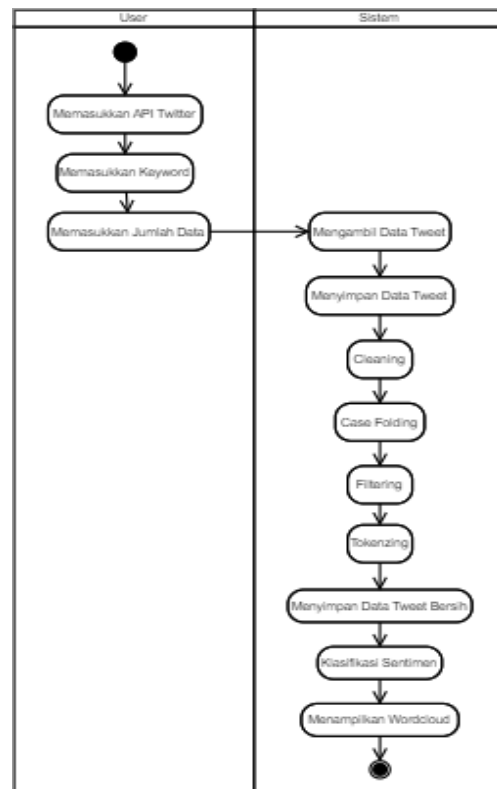 User
Sistem
Memasukkan API Twitter
Memasukkan Keyword
Memasukkan Jumlah Data
Mengambil Data Tweet
Menyimpan Data Tweet
Cleaning
Case Folding
Filtering
Tokenzing
Menyimpan Data Tweet Bersih
Klasifikasi Sentimen
Menampilkan Wordcloud